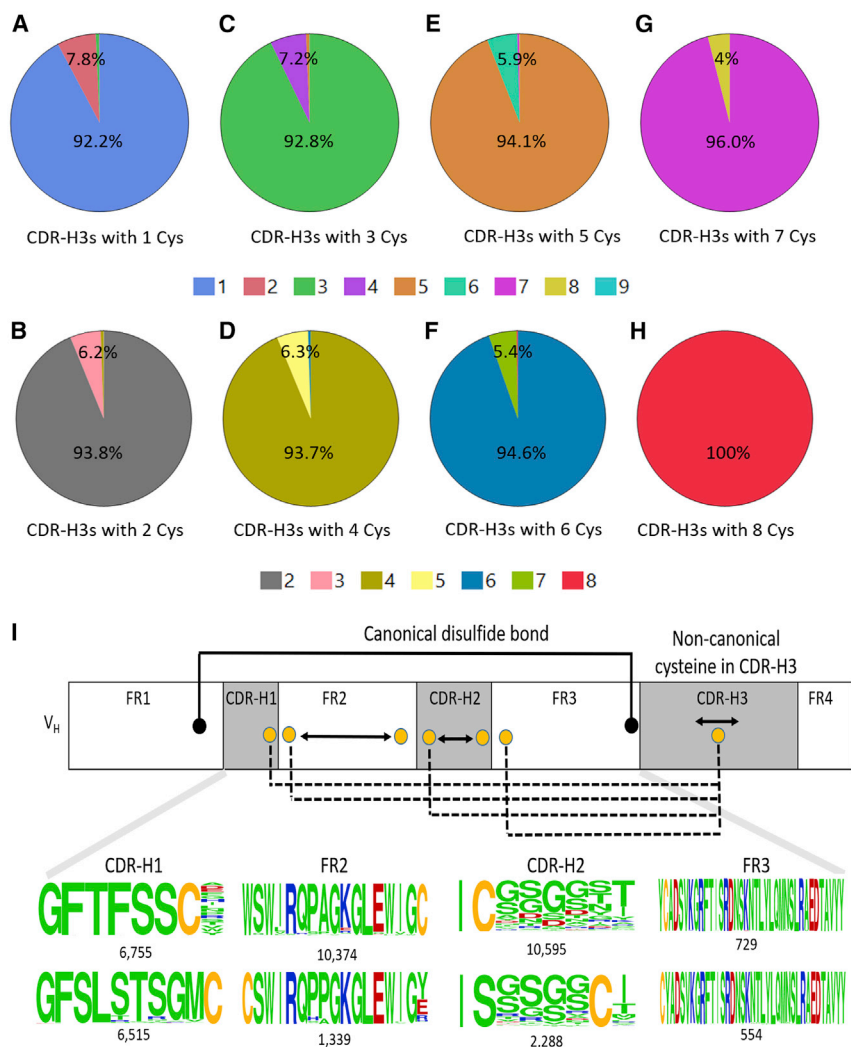 A
C
E
G
7.8%
7.2%
5.9%
4%
92.2%
92.8%
94.1%
96.0%
CDR-H3s with 1 Cys
CDR-H3s with 3 Cys
CDR-H3s with 5 Cys
CDR-H3s with 7 Cys
1 2 3 4 5 6 7 8 9
B
D
F
H
6.2%
6.3%
5.4%
93.8%
93.7%
94.6%
100%
CDR-H3s with 2 Cys
CDR-H3s with 4 Cys
CDR-H3s with 6 Cys
CDR-H3s with 8 Cys
2 3 4 5 6 7 8
I
Canonical disulfide bond
Non-canonical
cysteine in CDR-H3
VH
FR1
CDR-H1
FR2
CDR-H2
FR3
CDR-H3
FR4
CDR-H1
FR2
CDR-H2
FR3
GFTFSSC
WSWIRQPAGKGLEWIGC
6,755
10,374
10,595
729
GFSLSTSGMC
CSWIRQPPGKGLEWIG
6,515
1,339
2,288
554